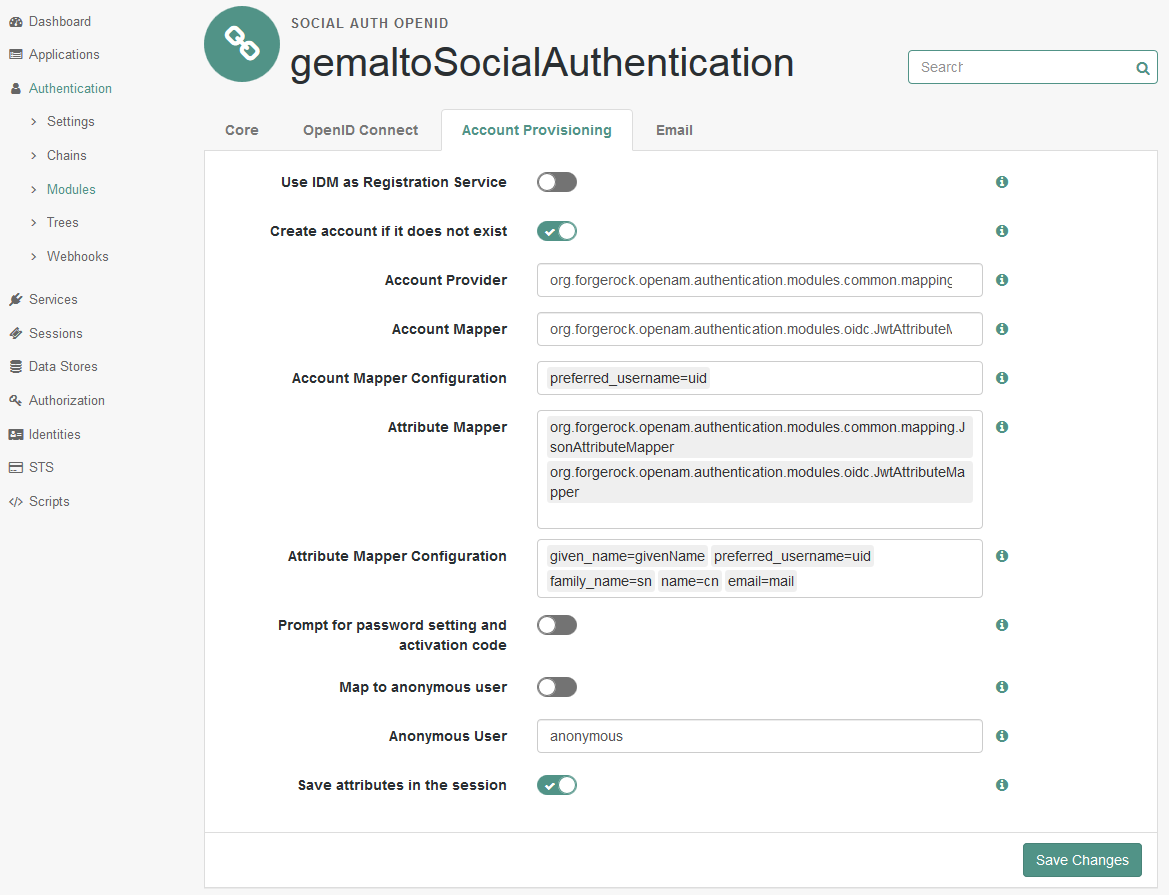 Dashboard
Applications
Authentication
Settings
Chains
Modules
Trees
Webhooks
Services
Sessions
Data Stores
Authorization
Identities
STS
Scripts
SOCIAL AUTH OPENID
gemaltoSocialAuthentication
Search
Core OpenID Connect Account Provisioning Email
Use IDM as Registration Service
Create account if it does not exist
Account Provider org.forgerock.openam.authentication.modules.common.mapping
Account Mapper org.forgerock.openam.authentication.modules.oidc.JwtAttributeM
Account Mapper Configuration preferred_username=uid
Attribute Mapper org.forgerock.openam.authentication.modules.common.mapping.J
sonAttributeMapper
org.forgerock.openam.authentication.modules.oidc.JwtAttributeMa
pper
Attribute Mapper Configuration given_name=givenName preferred_username=uid
family_name=sn name=cn email=mail
Prompt for password setting and
activation code
Map to anonymous user
Anonymous User anonymous
Save attributes in the session
Save Changes